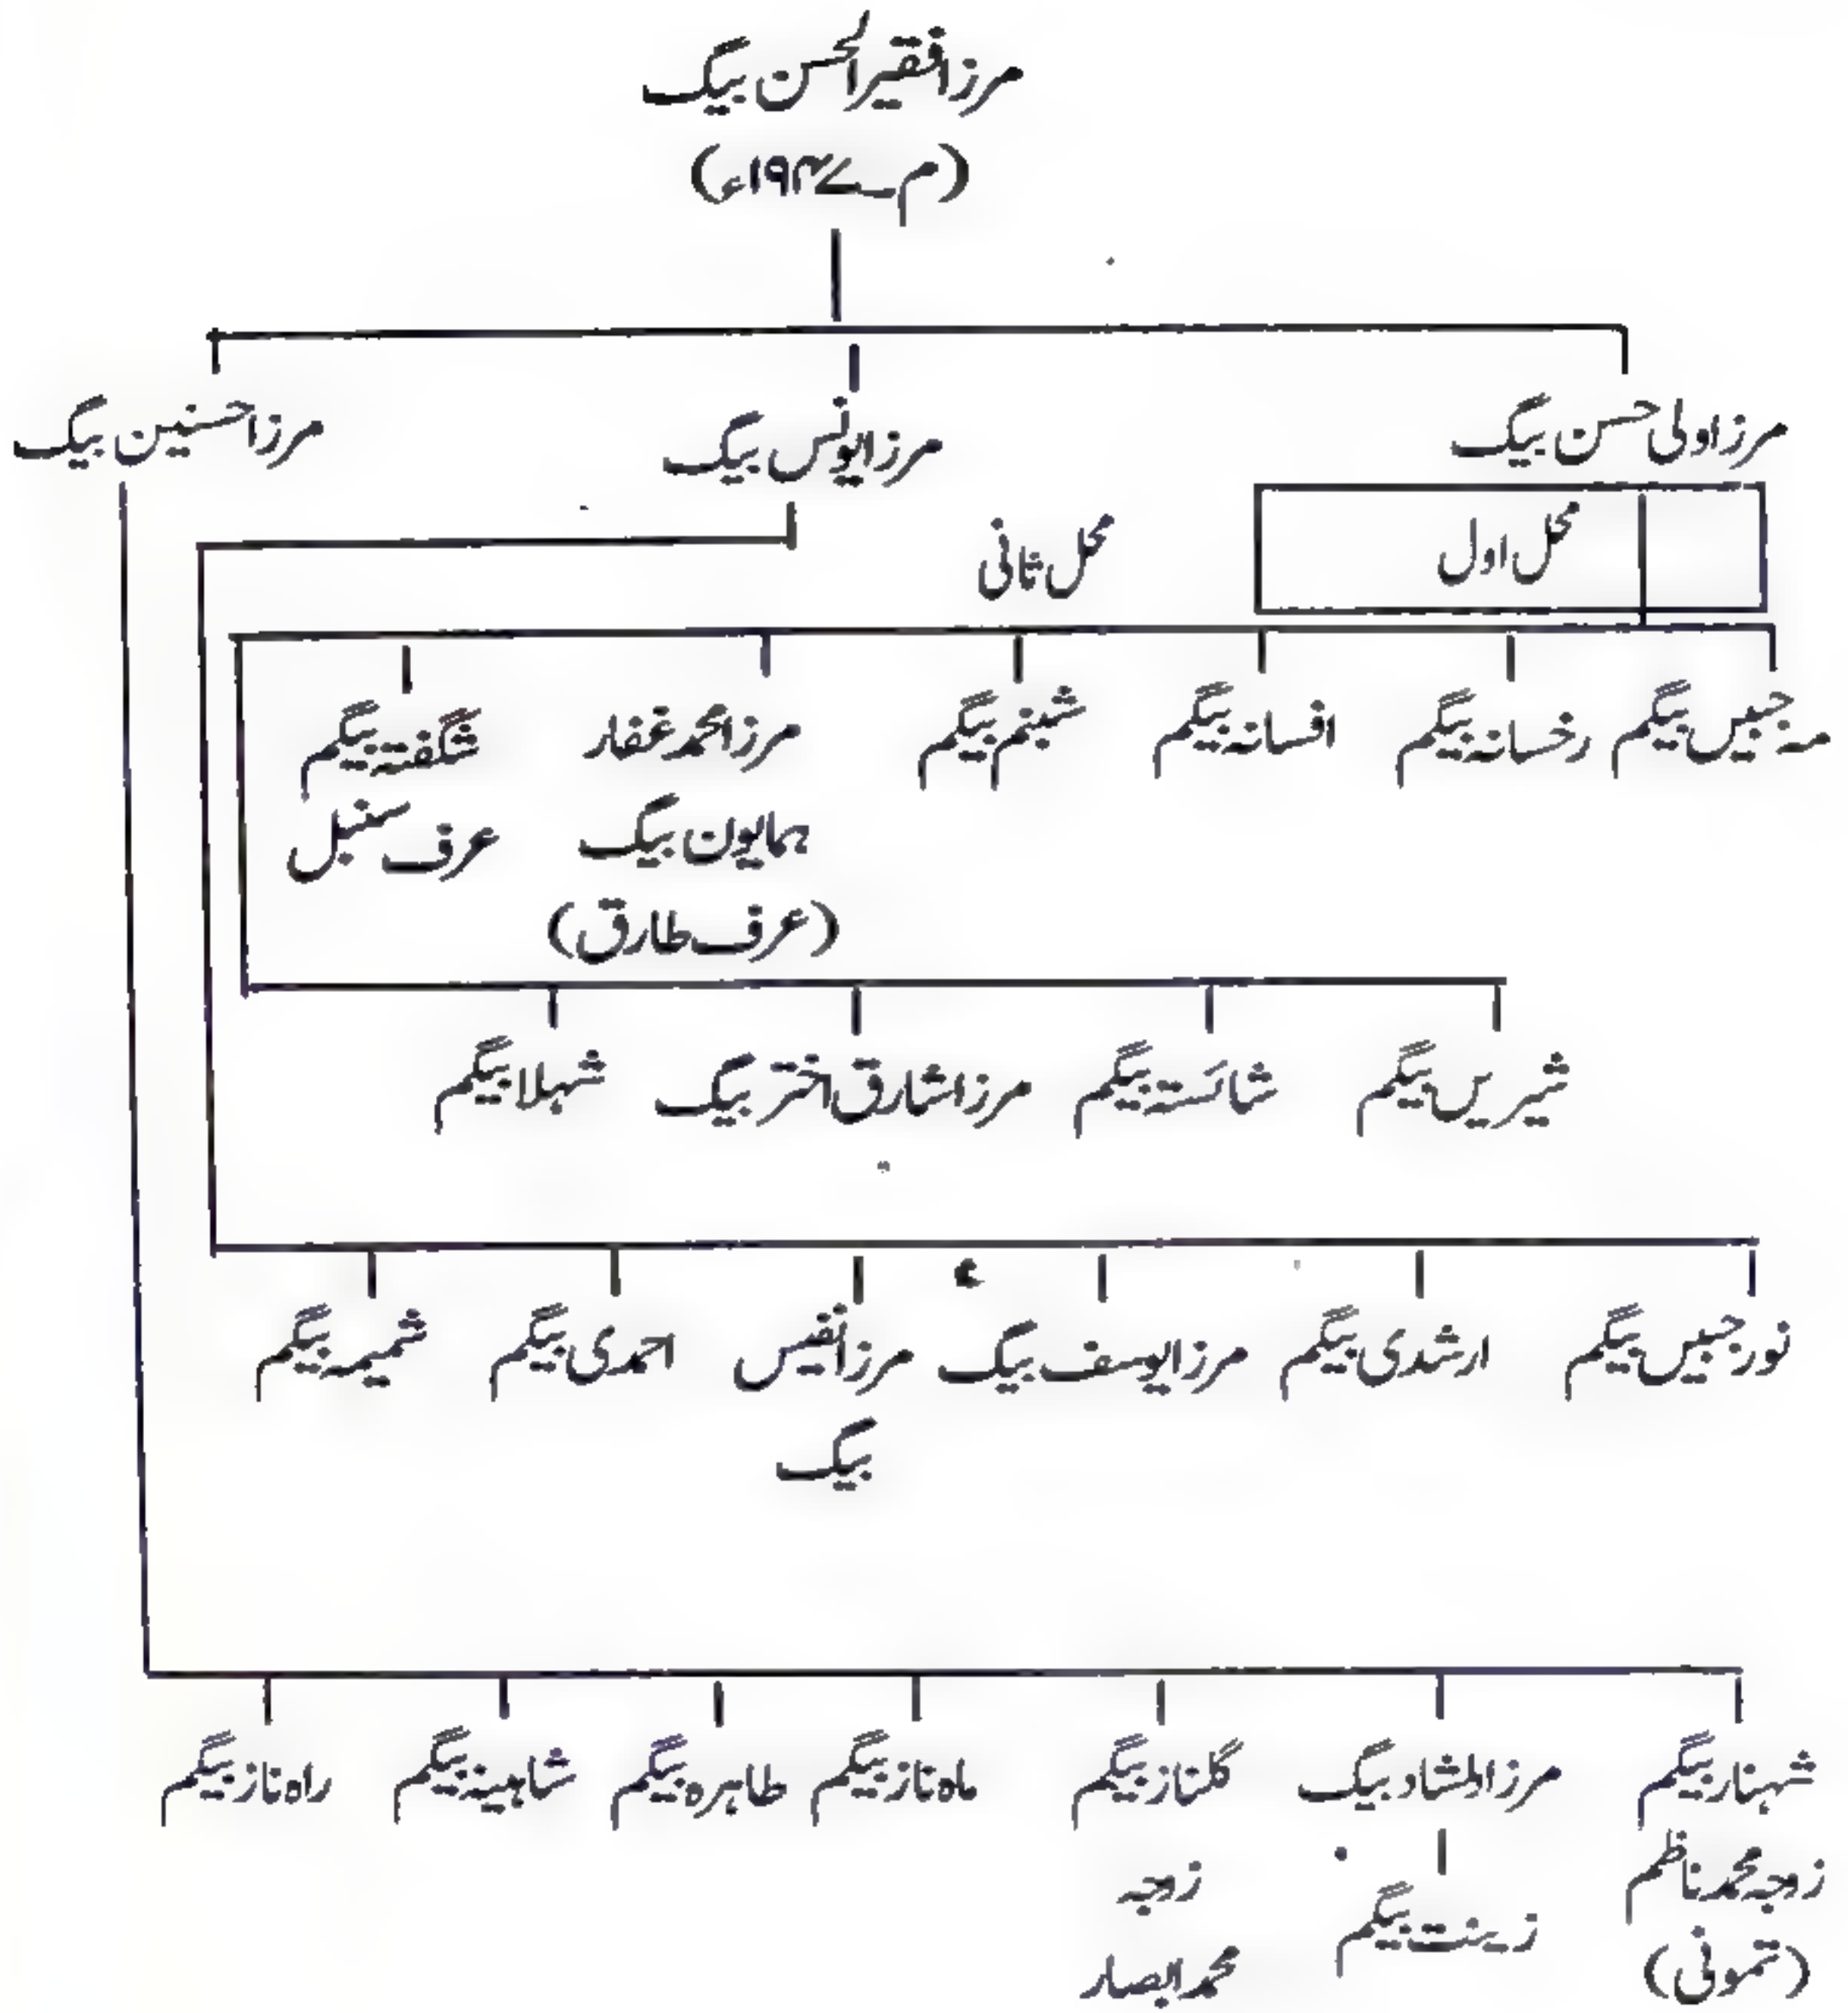 مرزا فقیر الحسن بیگ
(م ۱۹۴۷ء)
مرزا ولی حسن بیگ
مرزا یونس بیگ
مرزا حسنین بیگ
محل اول
محل ثانی
مہ جبیں بیگم
رخسانہ بیگم
افسانہ بیگم
شبنم بیگم
مرزا محمد غفار
ہمایون بیگ
(عرف طارق)
شگفتہ بیگم
عرف سنبل
شیریں بیگم
شائستہ بیگم
مرزا شارق اختر بیگ
شہلا بیگم
نور جبیں بیگم
ارشدی بیگم
مرزا یوسف بیگ
مرزا نفیس
بیگ
احمدی بیگم
شمیمہ بیگم
شہناز بیگم
زوجہ محمد ناظم
مرزا دلشاد بیگ
زینت بیگم
گلناز بیگم
زوجہ
محمد ابصار
ماہ ناز بیگم
طاہرہ بیگم
شاہینہ بیگم
راہ ناز بیگم